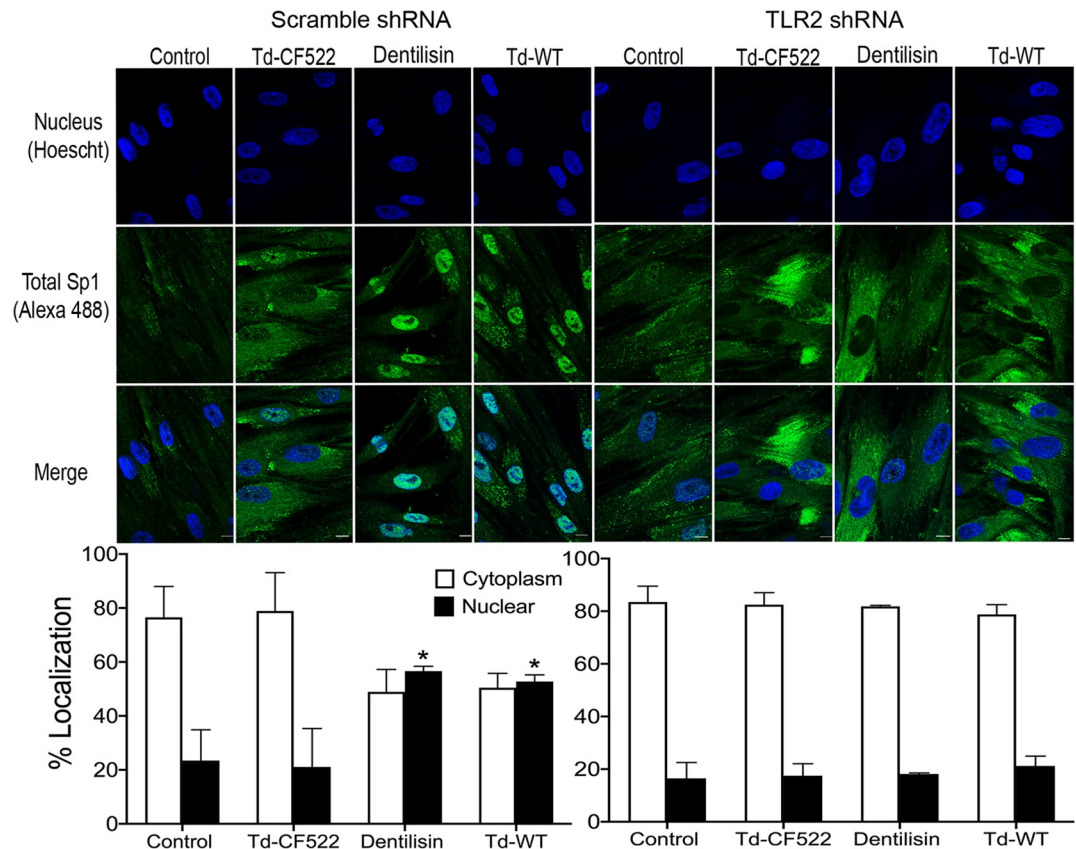 Scramble shRNA TLR2 shRNA
Control Td-CF522 Dentilisin Td-WT Control Td-CF522 Dentilisin Td-WT
Nucleus
(Hoescht)
Total Sp1
(Alexa 488)
Merge
% Localization
100
80
60
40
20
0
Cytoplasm
Nuclear
*
*
Control Td-CF522 Dentilisin Td-WT
100
80
60
40
20
0
Control Td-CF522 Dentilisin Td-WT